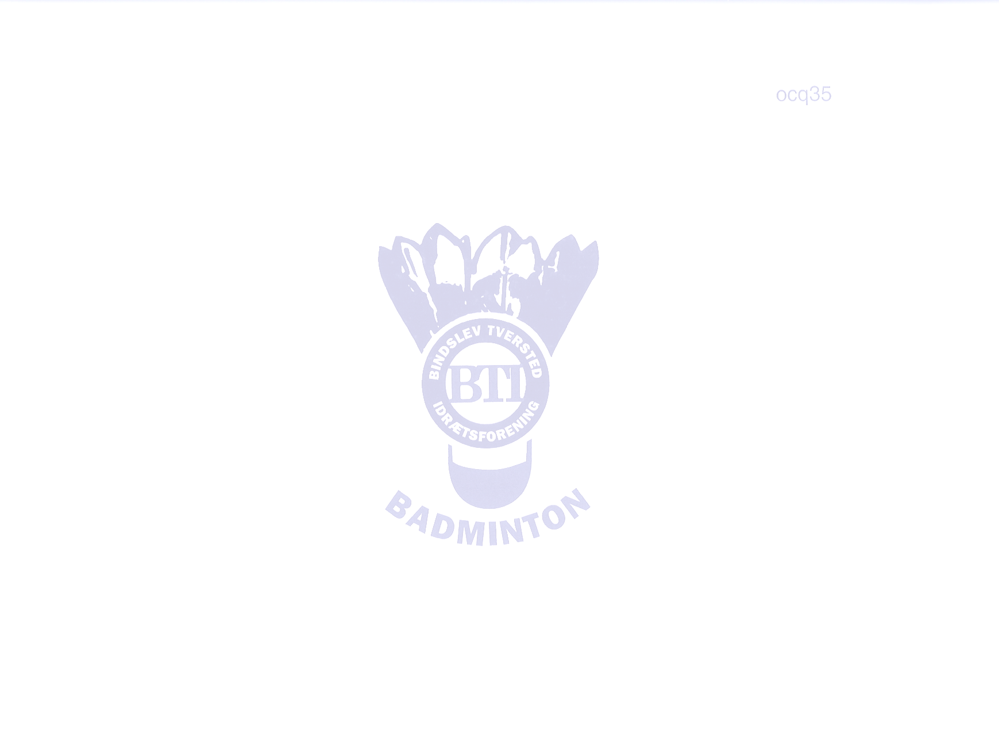 ocq35
BINDSLEV TVERSTED
BTI
IDRÆTSFORENING
BADMINTON